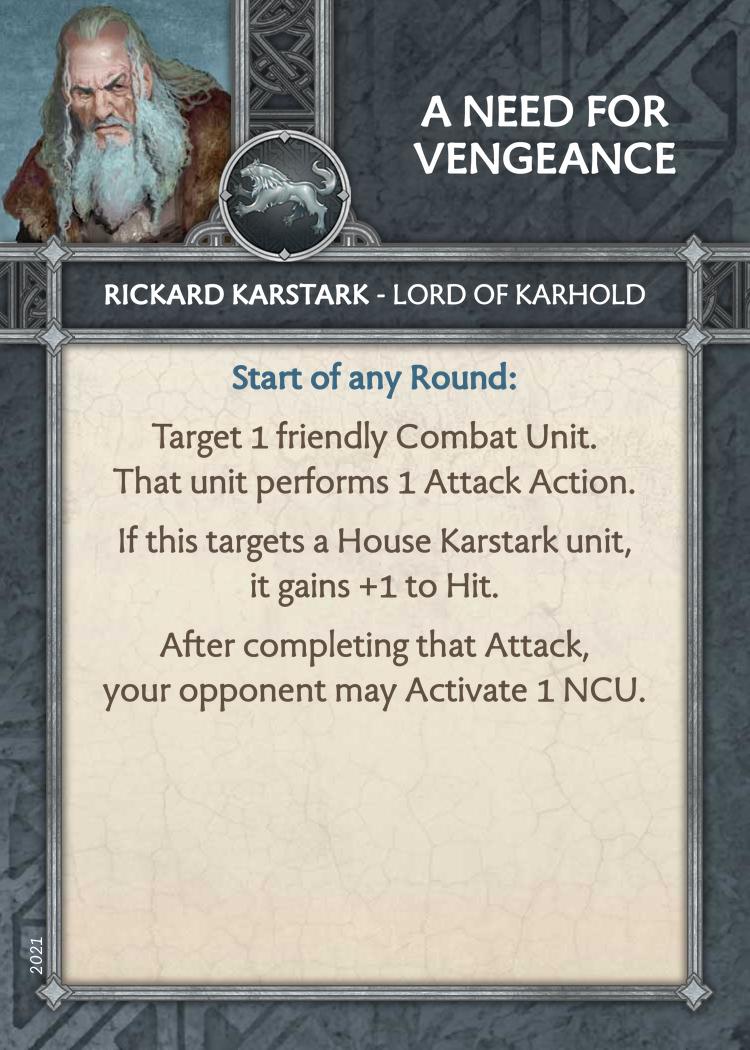 A NEED FOR
VENGEANCE
RICKARD KARSTARK - LORD OF KARHOLD
Start of any Round:
Target 1 friendly Combat Unit.
That unit performs 1 Attack Action.
If this targets a House Karstark unit,
it gains +1 to Hit.
After completing that Attack,
your opponent may Activate 1 NCU.
2021